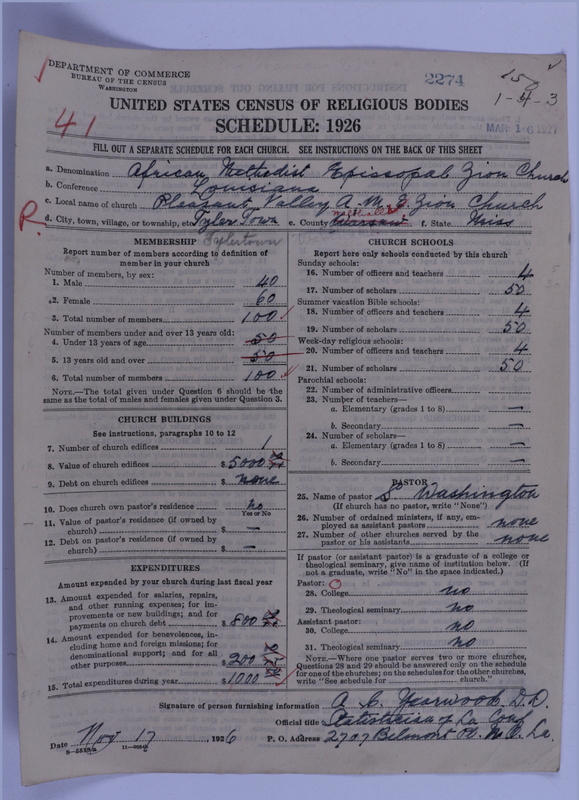 DEPARTMENT OF COMMERCE
BUREAU OF THE CENSUS
WASHINGTON
2274
1-4-3
UNITED STATES CENSUS OF RELIGIOUS BODIES
SCHEDULE: 1926
41
MAR 16 1927
FILL OUT A SEPARATE SCHEDULE FOR EACH CHURCH. SEE INSTRUCTIONS ON THE BACK OF THIS SHEET
a. Denomination African Methodist Episcopal Zion Church
b. Conference Louisiana
c. Local name of church Pleasant Valley A. M. E. Zion Church
R.
d. City, town, village, or township, etc. Tyler Town e. County f. State Miss
Tylertown
MEMBERSHIP
Report number of members according to definition of
member in your church
Number of members, by sex:
1. Male 40
2. Female 60
3. Total number of members 100
Number of members under and over 13 years old:
4. Under 13 years of age 50
5. 13 years old and over 50
6. Total number of members 100
NOTE.—The total given under Question 6 should be the
same as the total of males and females given under Question 3.
CHURCH BUILDINGS
See instructions, paragraphs 10 to 12
7. Number of church edifices 1
8. Value of church edifices $ 5000
9. Debt on church edifices $ none
10. Does church own pastor's residence no
Yes or No
11. Value of pastor's residence (if owned by
church) $ —
12. Debt on pastor's residence (if owned by
church) $ —
EXPENDITURES
Amount expended by your church during last fiscal year
13. Amount expended for salaries, repairs,
and other running expenses; for im-
provements or new buildings; and for
payments on church debt $ 800
14. Amount expended for benevolences, in-
cluding home and foreign missions; for
denominational support; and for all
other purposes $ 200
15. Total expenditures during year $ 1000
CHURCH SCHOOLS
Report here only schools conducted by this church
Sunday schools:
16. Number of officers and teachers 4
17. Number of scholars 50
Summer vacation Bible schools:
18. Number of officers and teachers 4
19. Number of scholars 50
Week-day religious schools:
20. Number of officers and teachers 4
21. Number of scholars 50
Parochial schools:
22. Number of administrative officers
23. Number of teachers—
a. Elementary (grades 1 to 8) —
b. Secondary —
24. Number of scholars—
a. Elementary (grades 1 to 8) —
b. Secondary —
PASTOR
25. Name of pastor S. Washington
(If church has no pastor, write "None")
26. Number of ordained ministers, if any, em-
ployed as assistant pastors none
27. Number of other churches served by the
pastor or his assistants none
If pastor (or assistant pastor) is a graduate of a college or
theological seminary, give name of institution below. (If
not a graduate, write "No" in the space indicated.)
Pastor:
28. College no
29. Theological seminary no
Assistant pastor:
30. College no
31. Theological seminary no
NOTE.—Where one pastor serves two or more churches,
Questions 28 and 29 should be answered only on the schedule
for one of the churches; on the schedules for the other churches,
write "See schedule for church."
Signature of person furnishing information A. C. Yearwood, D. D.
Official title Statistician of La Conf
Date Nov 17, 1926 P. O. Address 2707 Belmont Pl. N. O. La.